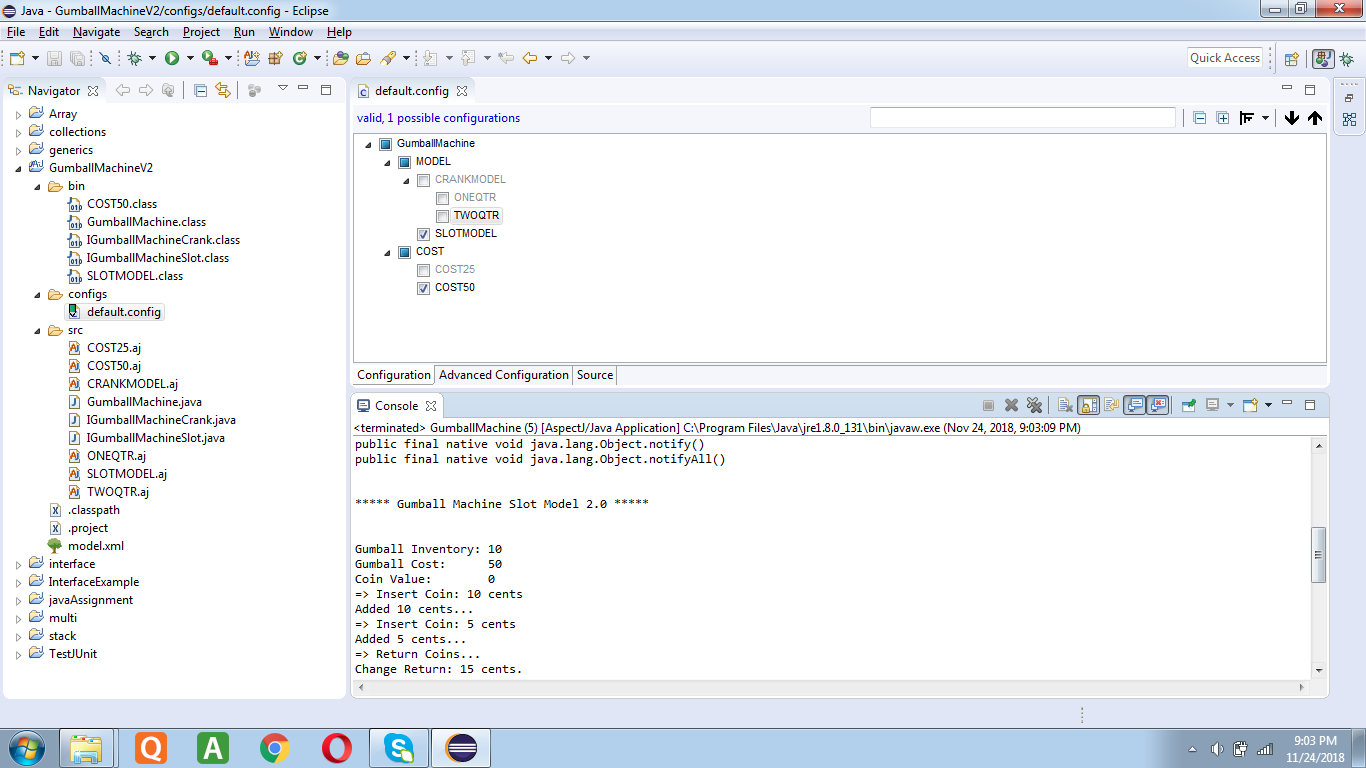 Java - GumballMachineV2/configs/default.config - Eclipse
File Edit Navigate Search Project Run Window Help
Quick Access
Navigator
Array
collections
generics
GumballMachineV2
bin
COST50.class
GumballMachine.class
IGumballMachineCrank.class
IGumballMachineSlot.class
SLOTMODEL.class
configs
default.config
src
COST25.aj
COST50.aj
CRANKMODEL.aj
GumballMachine.java
IGumballMachineCrank.java
IGumballMachineSlot.java
ONEQTR.aj
SLOTMODEL.aj
TWOQTR.aj
.classpath
.project
model.xml
interface
InterfaceExample
javaAssignment
multi
stack
TestJUnit
default.config
valid, 1 possible configurations
GumballMachine
MODEL
CRANKMODEL
ONEQTR
TWOQTR
SLOTMODEL
COST
COST25
COST50
Configuration Advanced Configuration Source
Console
<terminated> GumballMachine (5) [AspectJ/Java Application] C:\Program Files\Java\jre1.8.0_131\bin\javaw.exe (Nov 24, 2018, 9:03:09 PM)
public final native void java.lang.Object.notify()
public final native void java.lang.Object.notifyAll()
***** Gumball Machine Slot Model 2.0 *****
Gumball Inventory: 10
Gumball Cost: 50
Coin Value: 0
=> Insert Coin: 10 cents
Added 10 cents...
=> Insert Coin: 5 cents
Added 5 cents...
=> Return Coins...
Change Return: 15 cents.
Q A
9:03 PM
11/24/2018